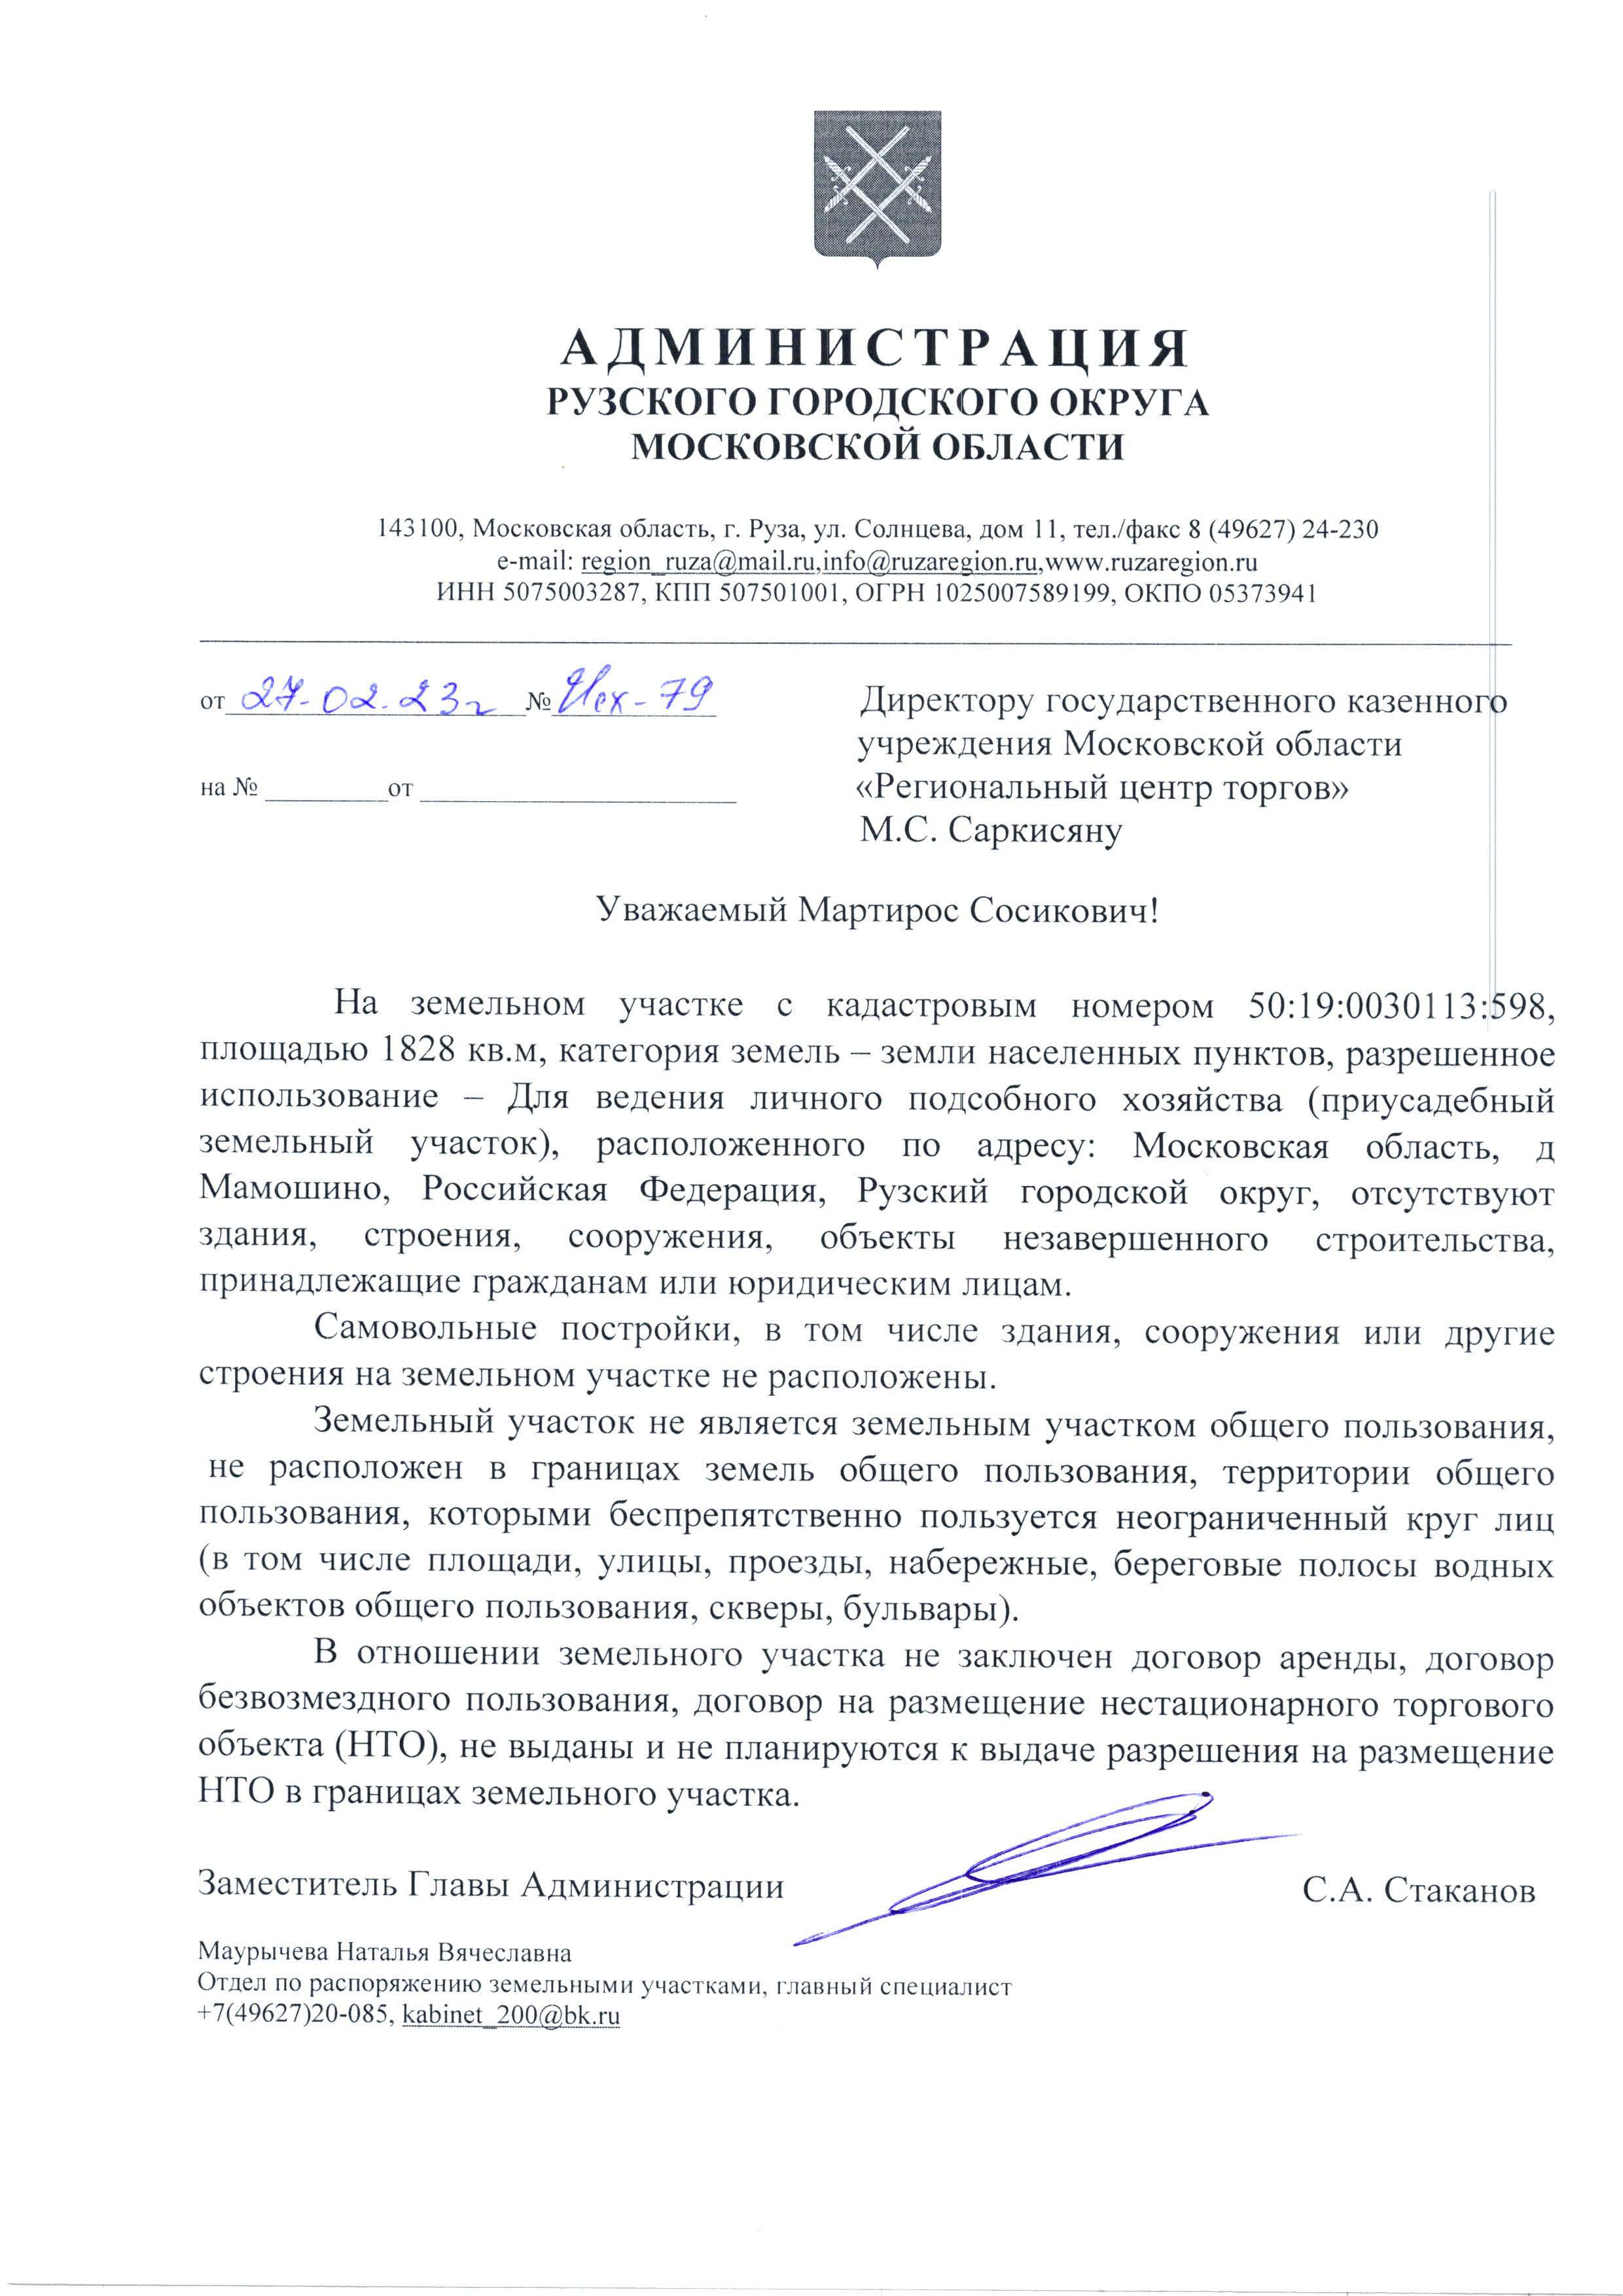 АДМИНИСТРАЦИЯ
РУЗСКОГО ГОРОДСКОГО ОКРУГА
МОСКОВСКОЙ ОБЛАСТИ
143100, Московская область, г. Руза, ул. Солнцева, дом 11, тел./факс 8 (49627) 24-230
e-mail: region_ruza@mail.ru,info@ruzaregion.ru,www.ruzaregion.ru
ИНН 5075003287, КПП 507501001, ОГРН 1025007589199, ОКПО 05373941
от 27-02.23г № Исх-79
на № __________от __________
Директору государственного казенного
учреждения Московской области
«Региональный центр торгов»
М.С. Саркисяну
Уважаемый Мартирос Сосикович!
На земельном участке с кадастровым номером 50:19:0030113:598,
площадью 1828 кв.м, категория земель – земли населенных пунктов, разрешенное
использование – Для ведения личного подсобного хозяйства (приусадебный
земельный участок), расположенного по адресу: Московская область, д
Мамошино, Российская Федерация, Рузский городской округ, отсутствуют
здания, строения, сооружения, объекты незавершенного строительства,
принадлежащие гражданам или юридическим лицам.
Самовольные постройки, в том числе здания, сооружения или другие
строения на земельном участке не расположены.
Земельный участок не является земельным участком общего пользования,
не расположен в границах земель общего пользования, территории общего
пользования, которыми беспрепятственно пользуется неограниченный круг лиц
(в том числе площади, улицы, проезды, набережные, береговые полосы водных
объектов общего пользования, скверы, бульвары).
В отношении земельного участка не заключен договор аренды, договор
безвозмездного пользования, договор на размещение нестационарного торгового
объекта (НТО), не выданы и не планируются к выдаче разрешения на размещение
НТО в границах земельного участка.
Заместитель Главы Администрации С.А. Стаканов
Маурычева Наталья Вячеславна
Отдел по распоряжению земельными участками, главный специалист
+7(49627)20-085, kabinet_200@bk.ru